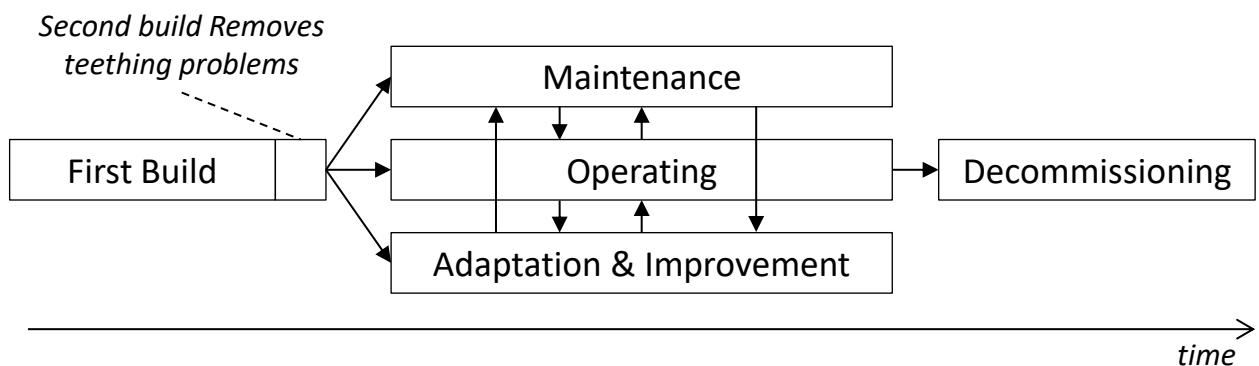 Second build Removes
teething problems
Maintenance
First Build
Operating
Decommissioning
Adaptation & Improvement
time